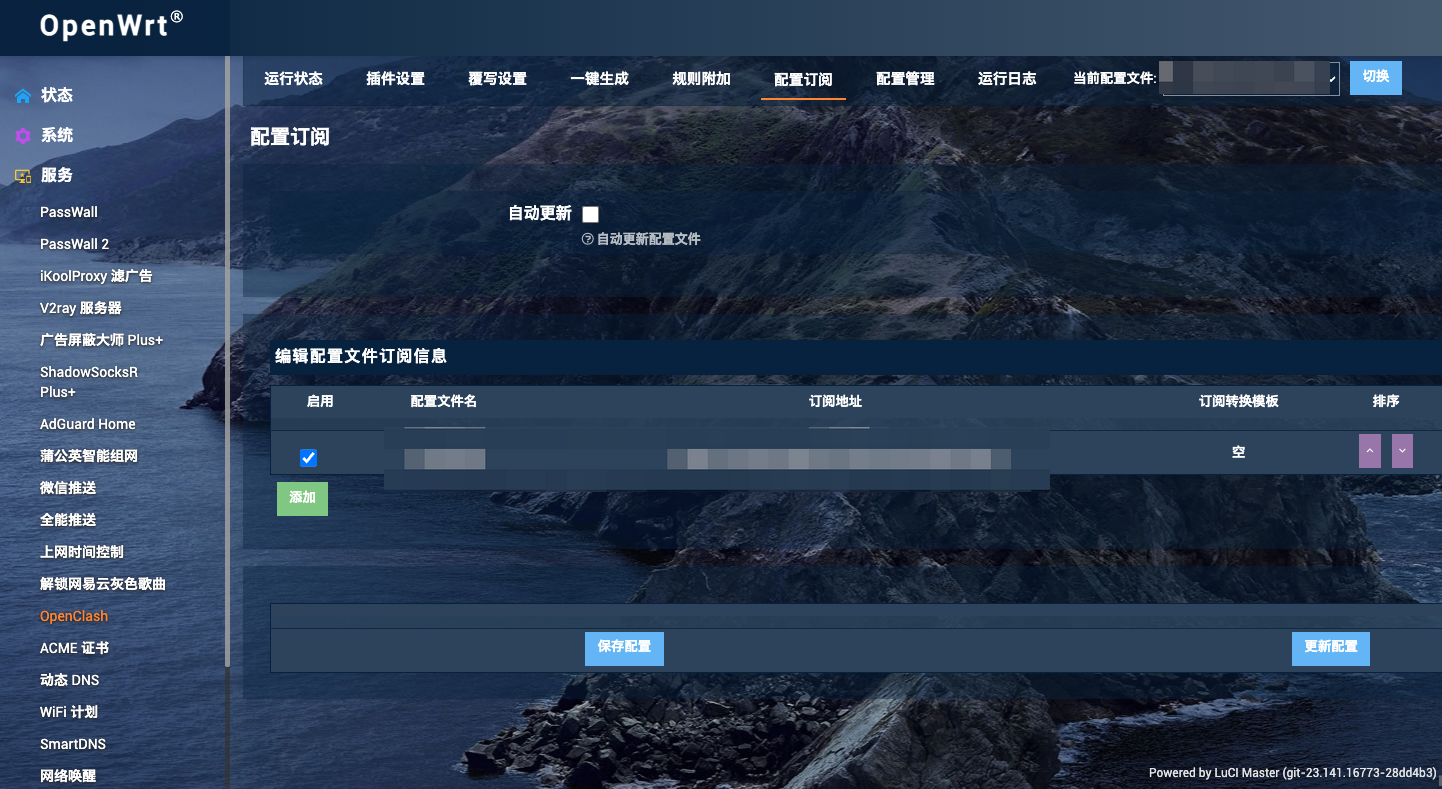 OpenWrt®
状态
系统
服务
PassWall
PassWall 2
iKoolProxy 滤广告
V2ray 服务器
广告屏蔽大师 Plus+
ShadowSocksR
Plus+
AdGuard Home
蒲公英智能组网
微信推送
全能推送
上网时间控制
解锁网易云灰色歌曲
OpenClash
ACME 证书
动态 DNS
WiFi 计划
SmartDNS
网络唤醒
运行状态 插件设置 覆写设置 一键生成 规则附加 配置订阅 配置管理 运行日志 当前配置文件: 切换
配置订阅
自动更新
自动更新配置文件
编辑配置文件订阅信息
启用 配置文件名 订阅地址 订阅转换模板 排序
空
添加
保存配置 更新配置
Powered by LuCI Master (git-23.141.16773-28dd4b3)